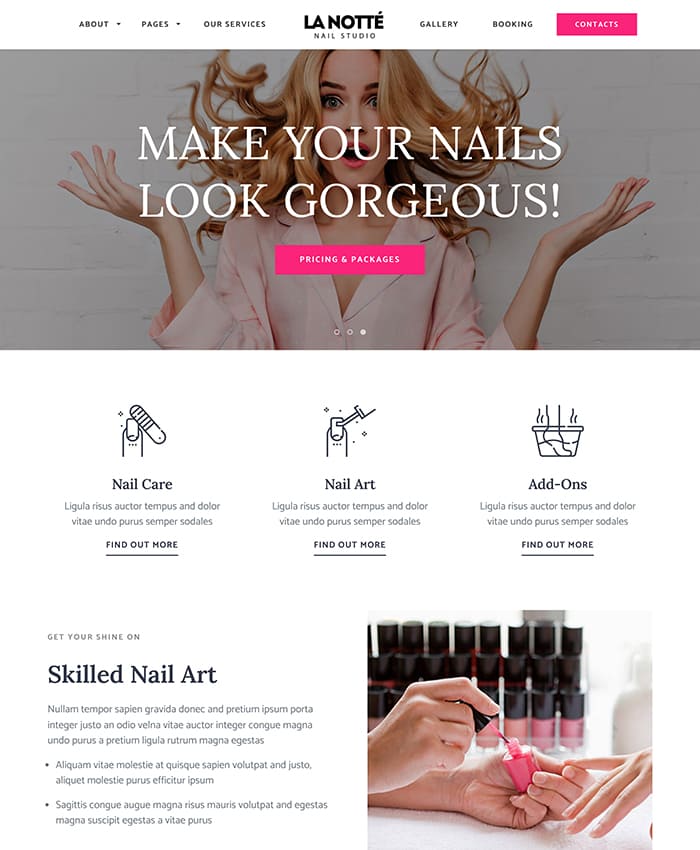 ABOUT PAGES OUR SERVICES LA NOTTÉ GALLERY BOOKING CONTACTS
NAIL STUDIO
MAKE YOUR NAILS
LOOK GORGEOUS!
PRICING & PACKAGES
Nail Care
Ligula risus auctor tempus and dolor
vitae undo purus semper sodales
FIND OUT MORE
Nail Art
Ligula risus auctor tempus and dolor
vitae undo purus semper sodales
FIND OUT MORE
Add-Ons
Ligula risus auctor tempus and dolor
vitae undo purus semper sodales
FIND OUT MORE
GET YOUR SHINE ON
Skilled Nail Art
Nullam tempor sapien gravida donec and pretium ipsum porta
integer justo an odio velna vitae auctor integer congue magna
undo purus a pretium ligula rutrum magna egestas
• Aliquam vitae molestie at quisque sapien volutpat and justo,
aliquet molestie purus efficitur ipsum
• Sagittis congue augue magna risus mauris volutpat and egestas
magna suscipit egestas a vitae purus